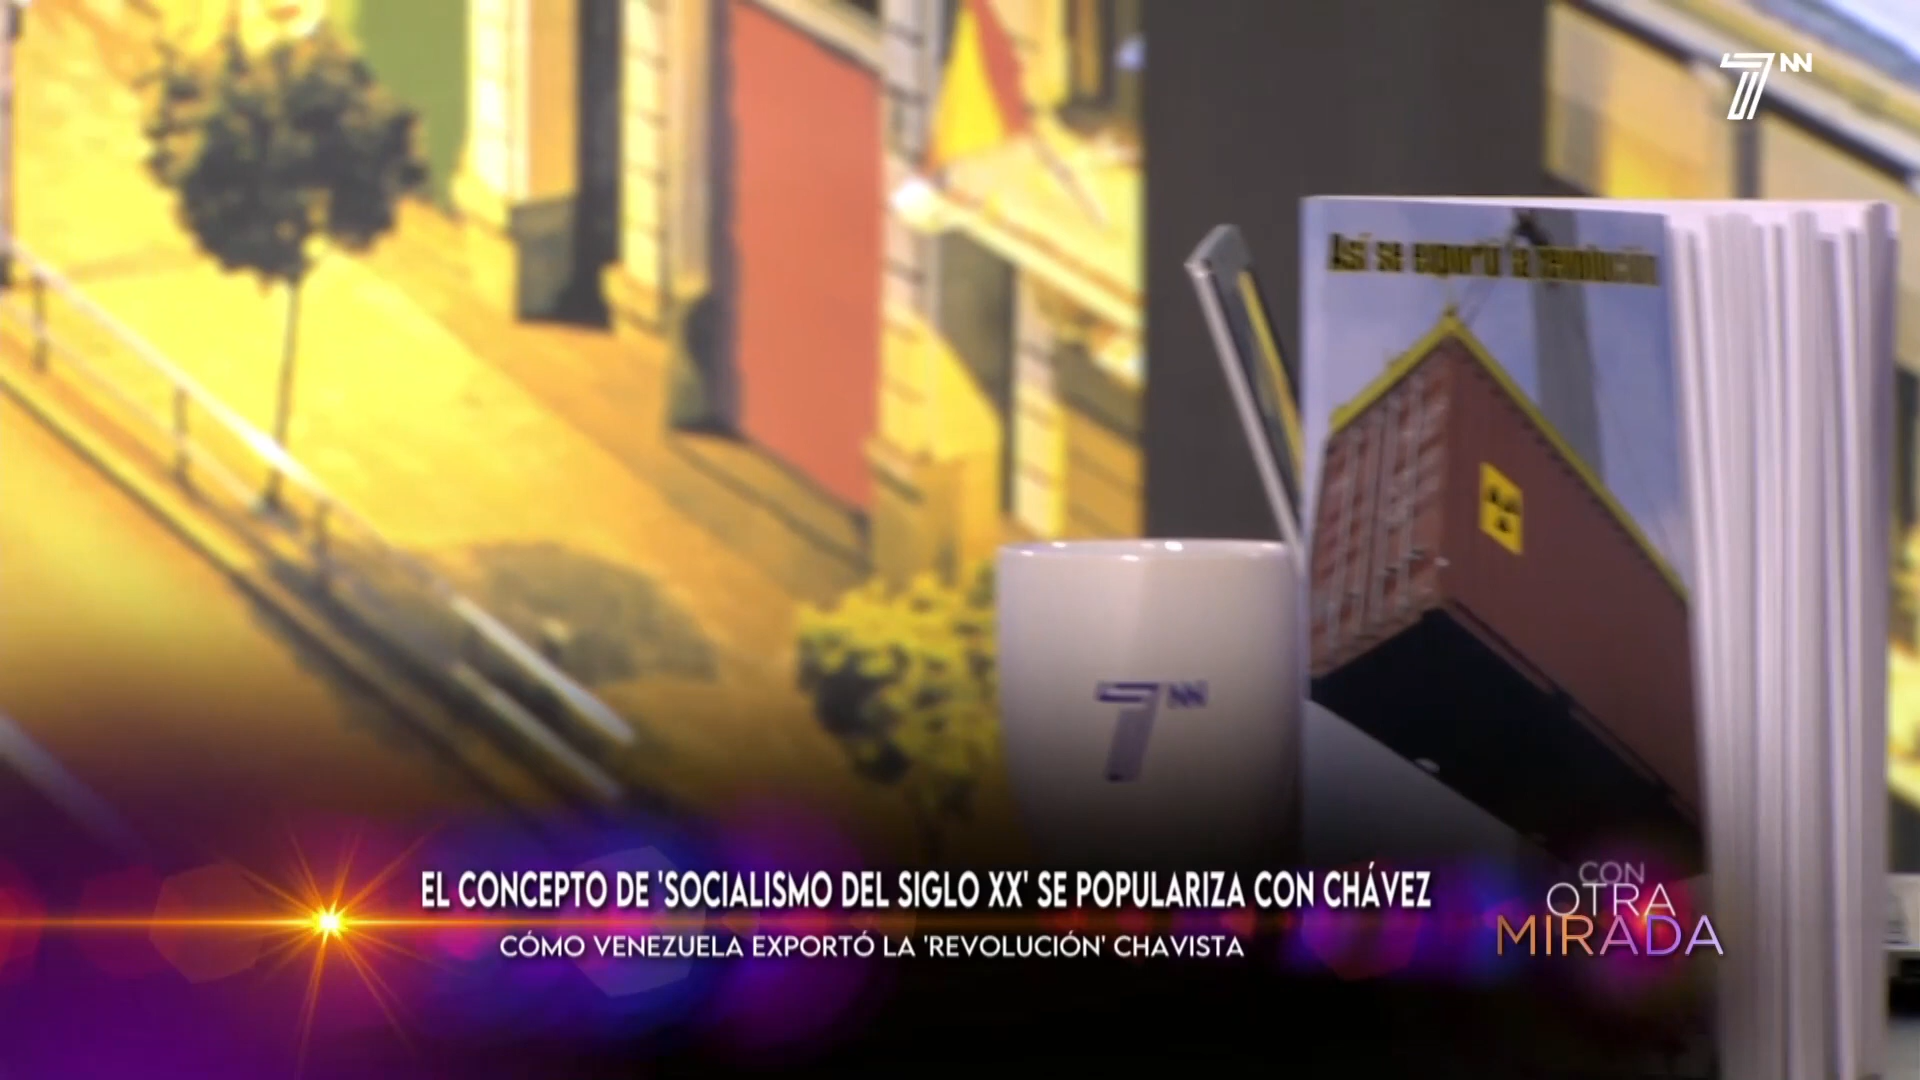 7NN
Así se exportó la revolución
7NN
EL CONCEPTO DE 'SOCIALISMO DEL SIGLO XX' SE POPULARIZA CON CHÁVEZ
CÓMO VENEZUELA EXPORTÓ LA 'REVOLUCIÓN' CHAVISTA
CON
OTRA
MIRADA